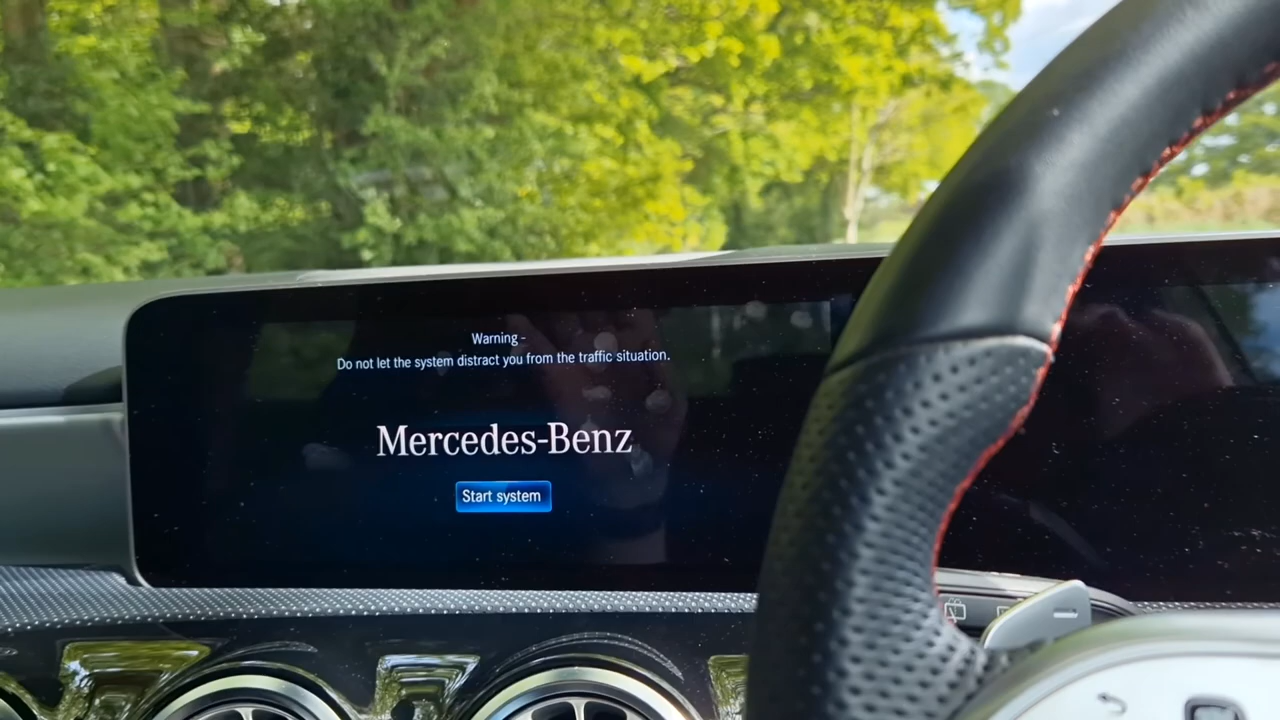 Warning -
Do not let the system distract you from the traffic situation.
Mercedes-Benz
Start system